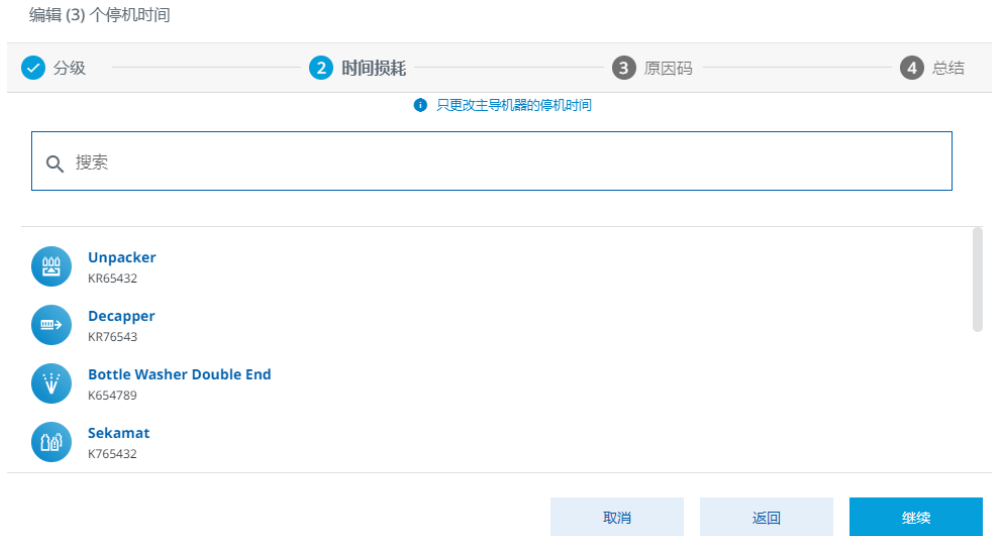 编辑 (3) 个停机时间
分级
2 时间损耗
3 原因码
4 总结
只更改主导机器的停机时间
搜索
Unpacker
KR65432
Decapper
KR76543
Bottle Washer Double End
K654789
Sekamat
K765432
取消
返回
继续